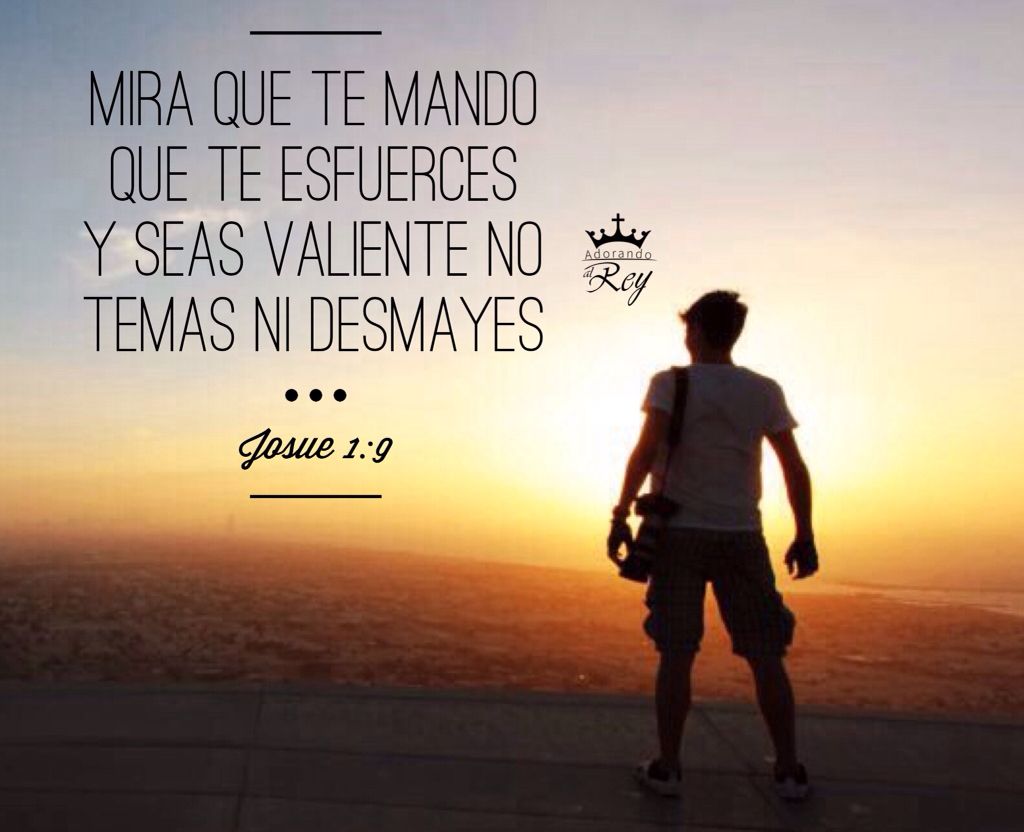 MIRA QUE TE MANDO
QUE TE ESFUERCES
Y SEAS VALIENTE NO
TEMAS NI DESMAYES
•••
Josue 1:9
Adorando
al Rey